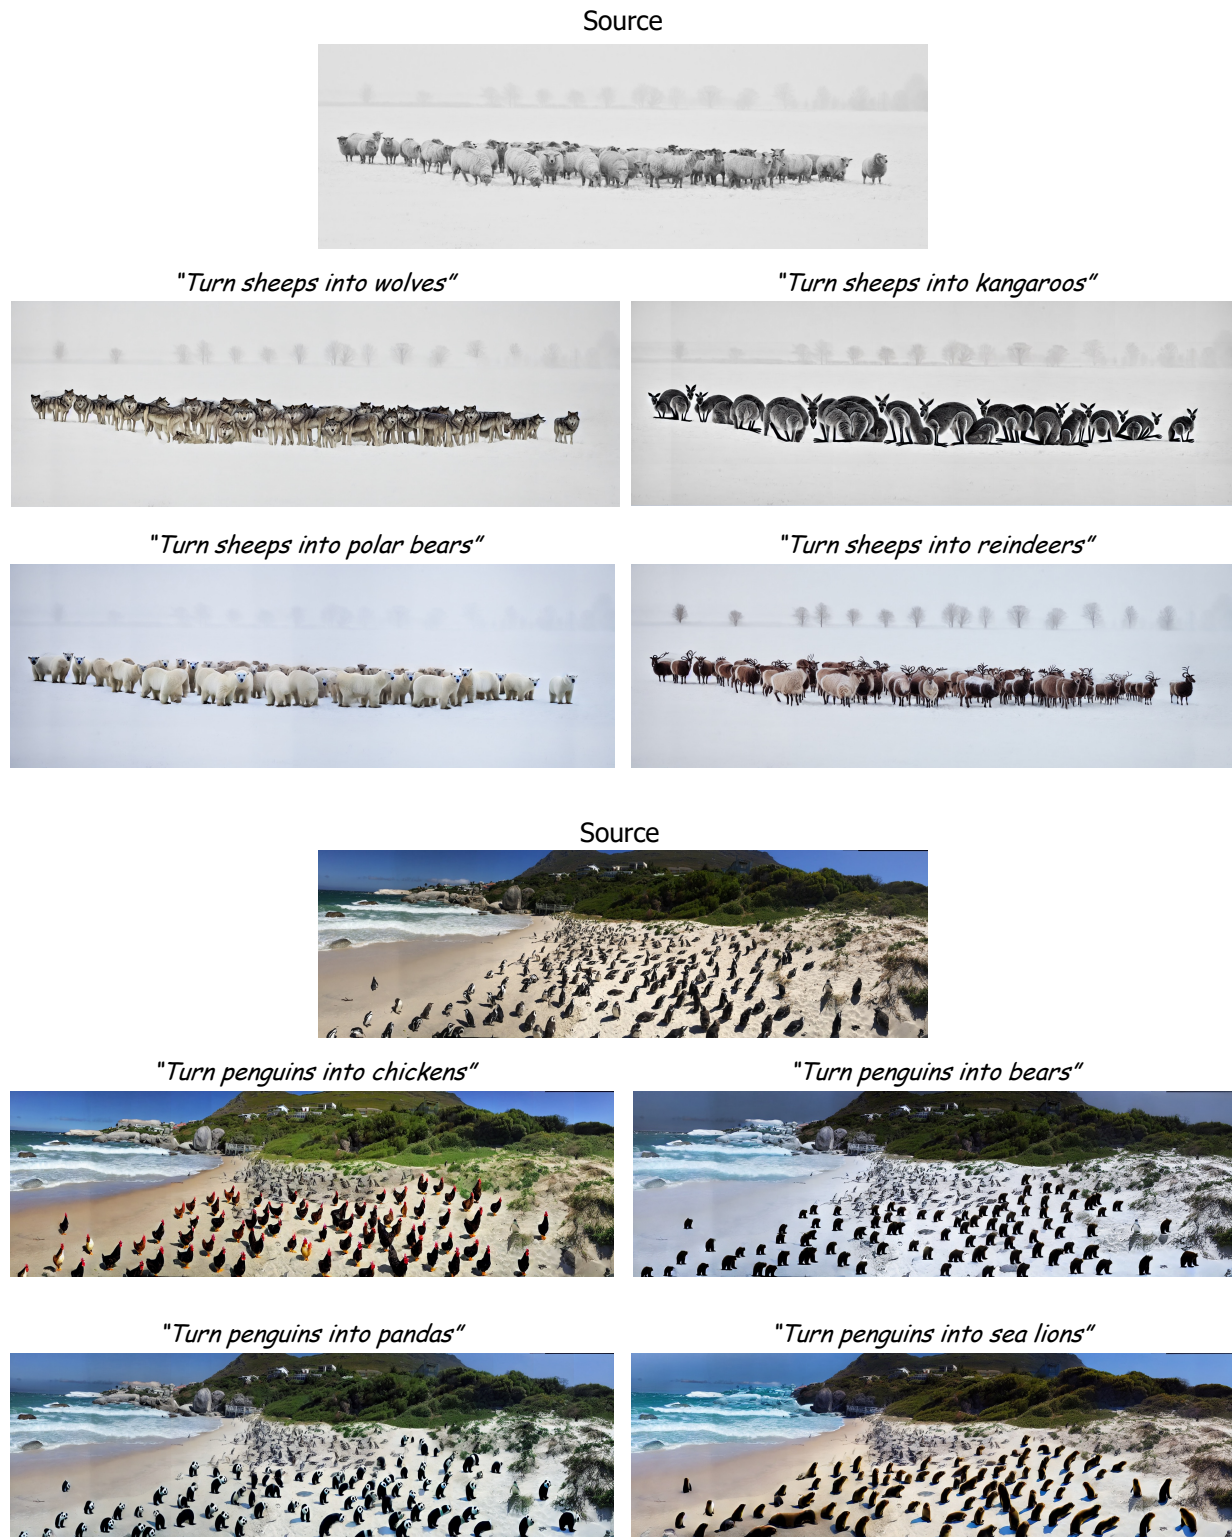 Source
"Turn sheeps into wolves"
"Turn sheeps into kangaroos"
"Turn sheeps into polar bears"
"Turn sheeps into reindeers"
Source
"Turn penguins into chickens"
"Turn penguins into bears"
"Turn penguins into pandas"
"Turn penguins into sea lions"